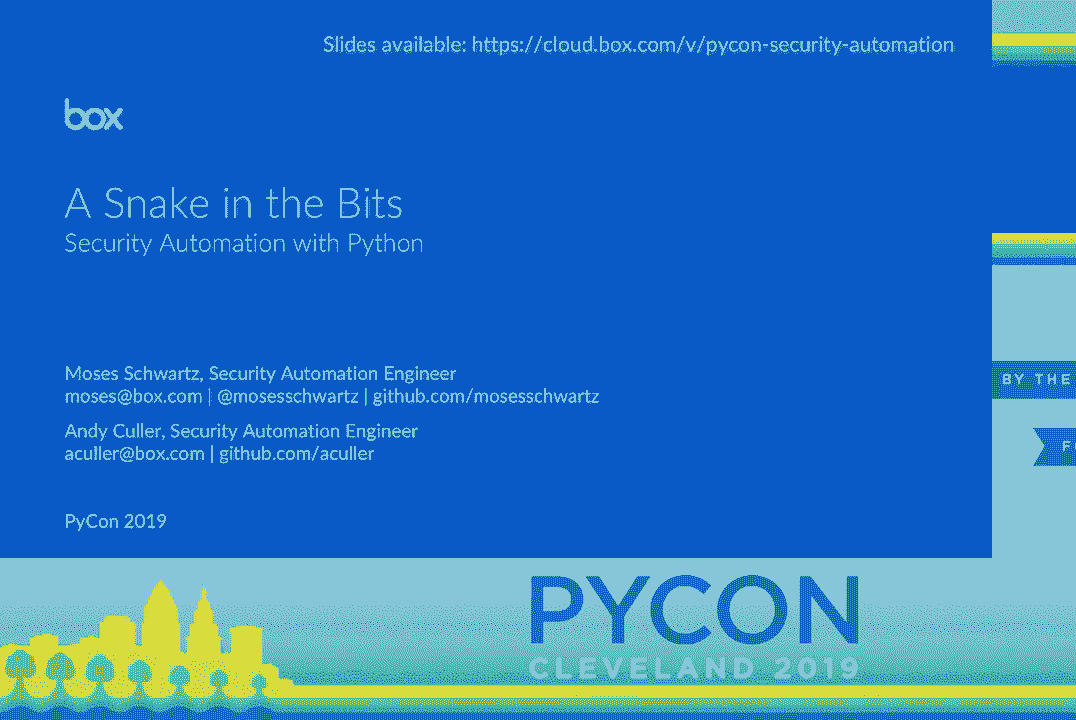 Slides available: https://cloud.box.com/v/pycon-security-automation
box
A Snake in the Bits
Security Automation with Python
Moses Schwartz, Security Automation Engineer
moses@box.com | @mosesschwartz | github.com/mosesschwartz
Andy Culler, Security Automation Engineer
aculler@box.com | github.com/aculler
PyCon 2019
BY THE
PYCON
CLEVELAND 2019